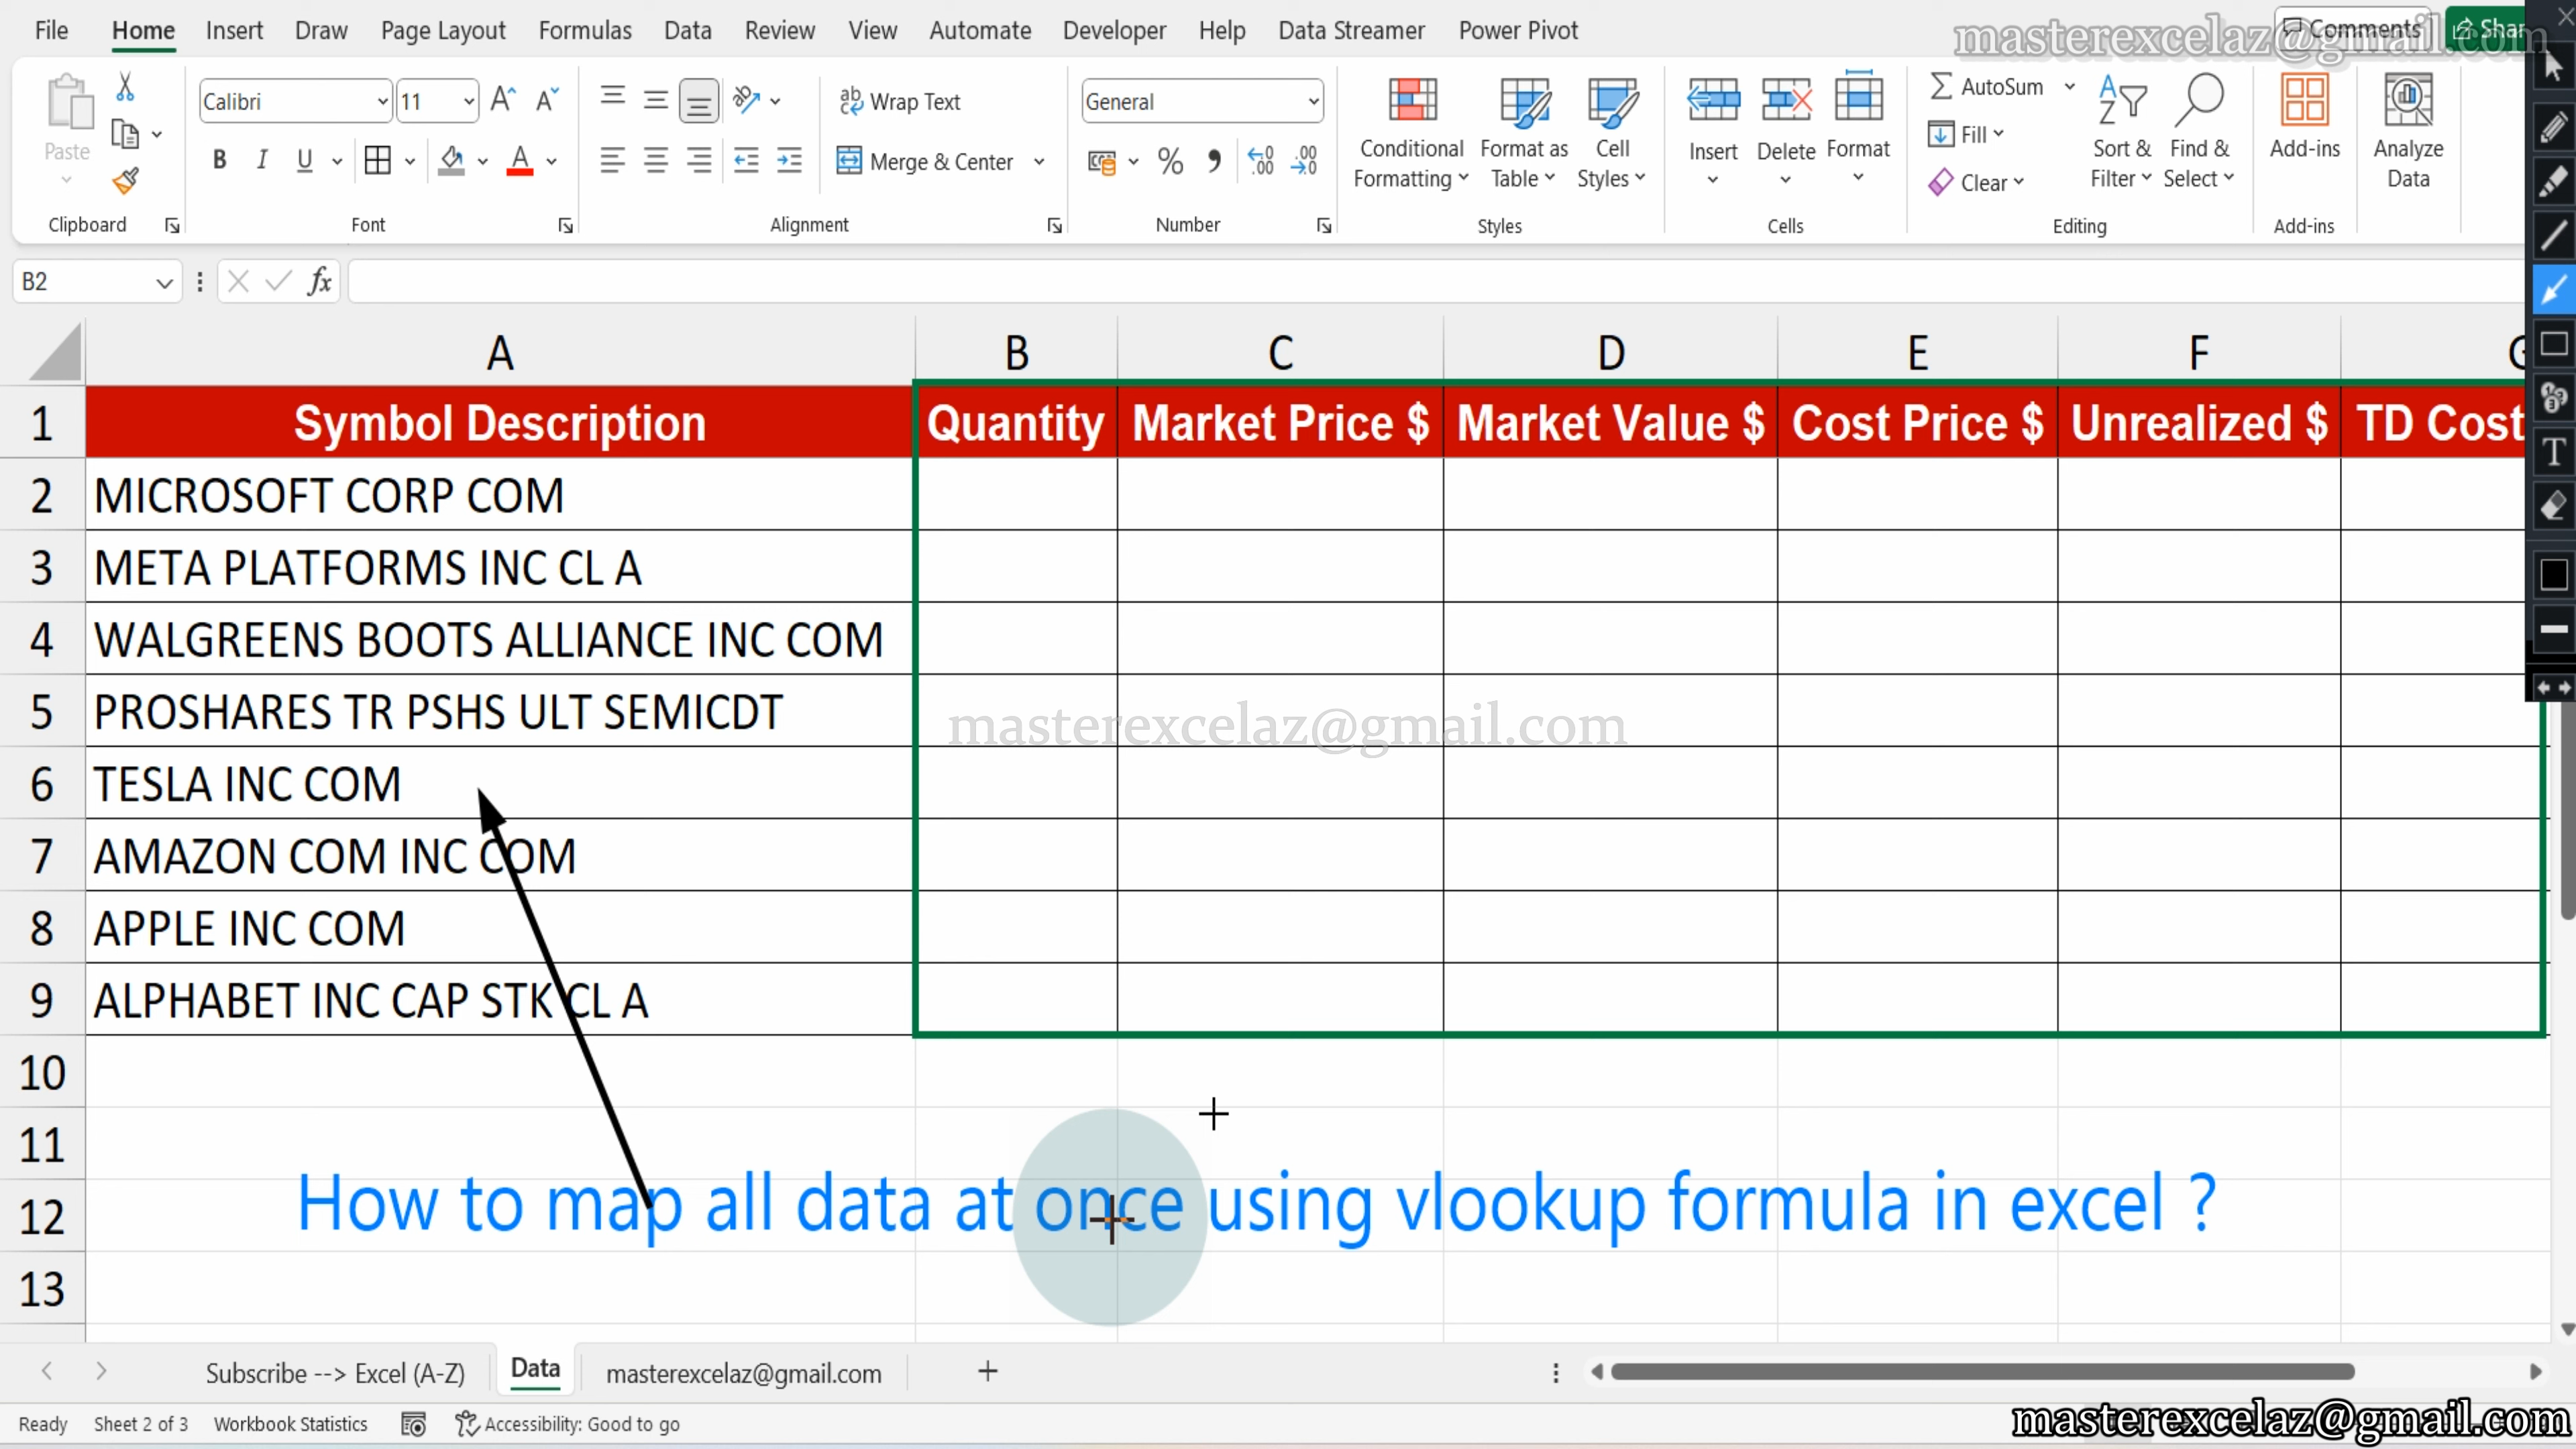 File Home Insert Draw Page Layout Formulas Data Review View Automate Developer Help Data Streamer Power Pivot Comments
masterexcelaz@gmail.com
Calibri 11 Wrap Text General AutoSum
Paste B I U Merge & Center % Conditional Formatting Format as Table Cell Styles Insert Delete Format Fill Clear Sort & Filter Find & Select Add-ins Analyze Data
Clipboard Font Alignment Number Styles Cells Editing Add-ins
B2 fx
A B C D E F
1 Symbol Description Quantity Market Price $ Market Value $ Cost Price $ Unrealized $ TD Cost
2 MICROSOFT CORP COM
3 META PLATFORMS INC CL A
4 WALGREENS BOOTS ALLIANCE INC COM
5 PROSHARES TR PSHS ULT SEMICDT
masterexcelaz@gmail.com
6 TESLA INC COM
7 AMAZON COM INC COM
8 APPLE INC COM
9 ALPHABET INC CAP STK CL A
10
11
12 How to map all data at once using vlookup formula in excel ?
13
Subscribe --> Excel (A-Z) Data masterexcelaz@gmail.com
Ready Sheet 2 of 3 Workbook Statistics Accessibility: Good to go
masterexcelaz@gmail.com